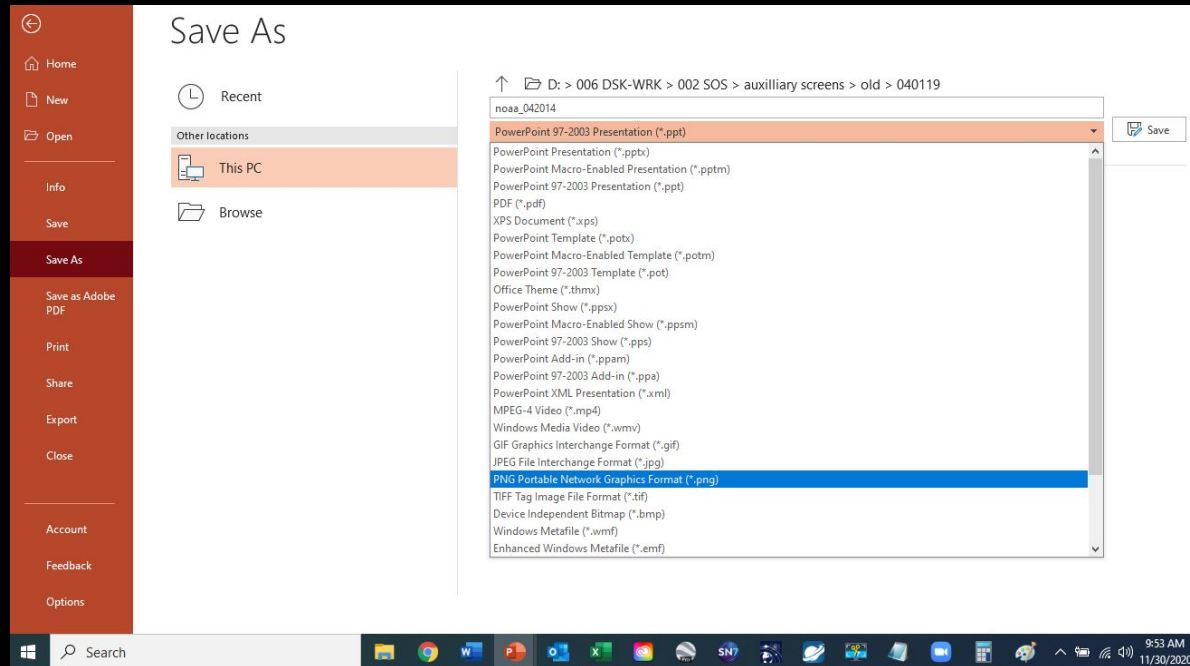 Save As
Home
New
Open
Info
Save
Save As
Save as Adobe
PDF
Print
Share
Export
Close
Account
Feedback
Options
Recent
Other locations
This PC
Browse
D: > 006 DSK-WRK > 002 SOS > auxilliary screens > old > 040119
noaa_042014
PowerPoint 97-2003 Presentation (*.ppt)
Save
PowerPoint Presentation (*.pptx)
PowerPoint Macro-Enabled Presentation (*.pptm)
PowerPoint 97-2003 Presentation (*.ppt)
PDF (*.pdf)
XPS Document (*.xps)
PowerPoint Template (*.potx)
PowerPoint Macro-Enabled Template (*.potm)
PowerPoint 97-2003 Template (*.pot)
Office Theme (*.thmx)
PowerPoint Show (*.ppsx)
PowerPoint Macro-Enabled Show (*.ppsm)
PowerPoint 97-2003 Show (*.pps)
PowerPoint Add-in (*.ppam)
PowerPoint 97-2003 Add-in (*.ppa)
PowerPoint XML Presentation (*.xml)
MPEG-4 Video (*.mp4)
Windows Media Video (*.wmv)
GIF Graphics Interchange Format (*.gif)
JPEG File Interchange Format (*.jpg)
PNG Portable Network Graphics Format (*.png)
TIFF Tag Image File Format (*.tif)
Device Independent Bitmap (*.bmp)
Windows Metafile (*.wmf)
Enhanced Windows Metafile (*.emf)
Search
SN7
9:53 AM
11/30/2020